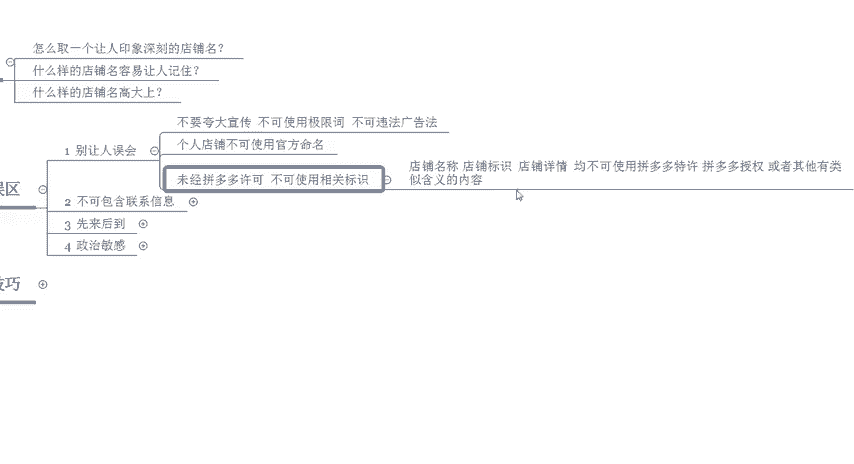 怎么取一个让人印象深刻的店铺名？
什么样的店铺名容易让人记住？
什么样的店铺名高大上？
不要夸大宣传 不可使用极限词 不可违法广告法
1 别让人误会
个人店铺不可使用官方命名
店铺名称 店铺标识 店铺详情 均不可使用拼多多特许 拼多多授权 或者其他有类
似含义的内容
未经拼多多许可 不可使用相关标识
区
2 不可包含联系信息
3 先来后到
4 政治敏感
巧